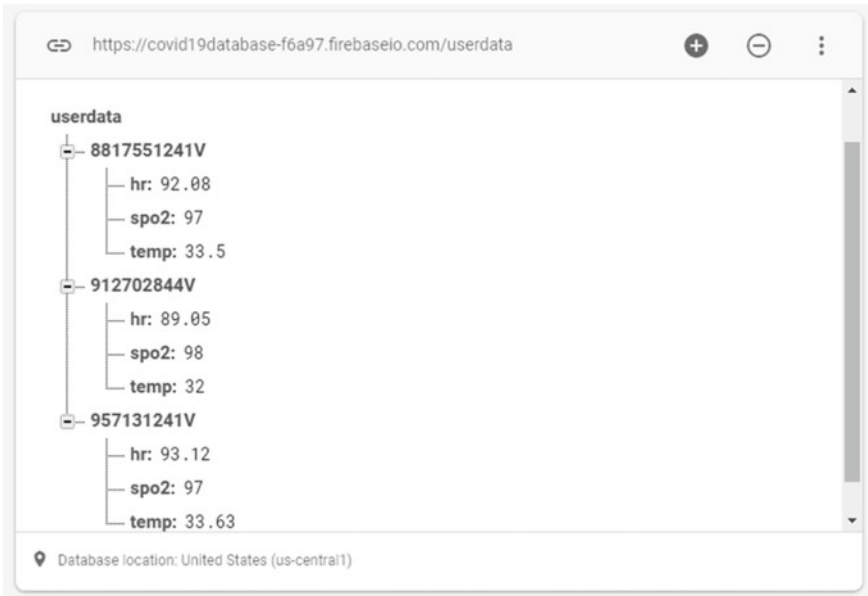 https://covid19database-f6a97.firebaseio.com/userdata
userdata
8817551241V
hr: 92.08
spo2: 97
temp: 33.5
912702844V
hr: 89.05
spo2: 98
temp: 32
957131241V
hr: 93.12
spo2: 97
temp: 33.63
Database location: United States (us-central1)